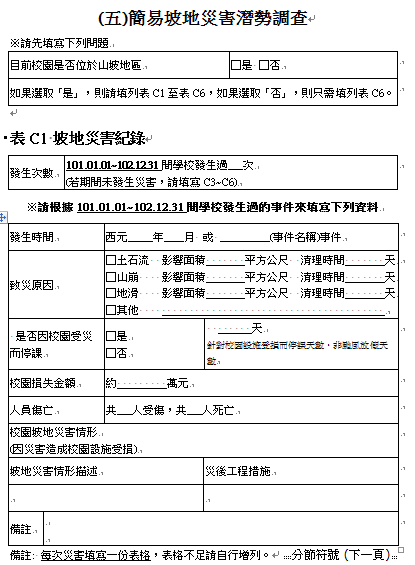 (五)簡易坡地災害潛勢調查
※請先填寫下列問題
目前校園是否位於山坡地區 □是 □否
如果選取「是」，則請填列表 C1 至表 C6，如果選取「否」，則只需填列表 C6。
▪表 C1 坡地災害紀錄
發生次數 101.01.01~102.12.31 間學校發生過___次
(若期間未發生災害，請填寫 C3~C6)
※請根據 101.01.01~102.12.31 間學校發生過的事件來填寫下列資料
發生時間 西元____年___月 或 ________(事件名稱)事件
致災原因 □土石流 影響面積______平方公尺 清理時間______天
□山崩 影響面積______平方公尺 清理時間______天
□地滑 影響面積______平方公尺 清理時間______天
□其他 ________________
是否因校園受災而停課 □是
□否
______天
針對校園設施受損而停課天數，非颱風放假天數
校園損失金額 約________萬元
人員傷亡 共___人受傷，共___人死亡
校園坡地災害情形
(因災害造成校園設施受損)
坡地災害情形描述 災後工程措施
備註
備註: 每次災害填寫一份表格，表格不足請自行增列。 分節符號 (下一頁)